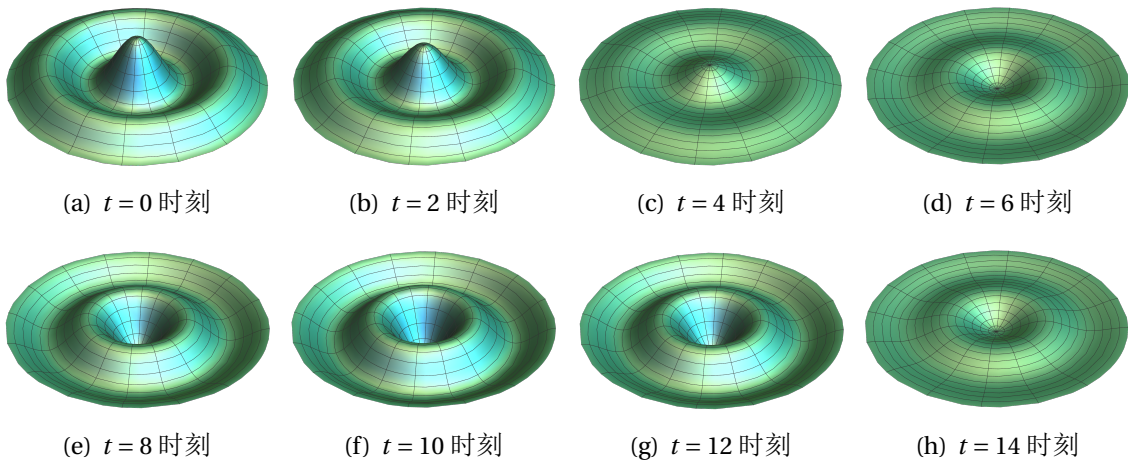 (a) t = 0 时刻
(b) t = 2 时刻
(c) t = 4 时刻
(d) t = 6 时刻
(e) t = 8 时刻
(f) t = 10 时刻
(g) t = 12 时刻
(h) t = 14 时刻